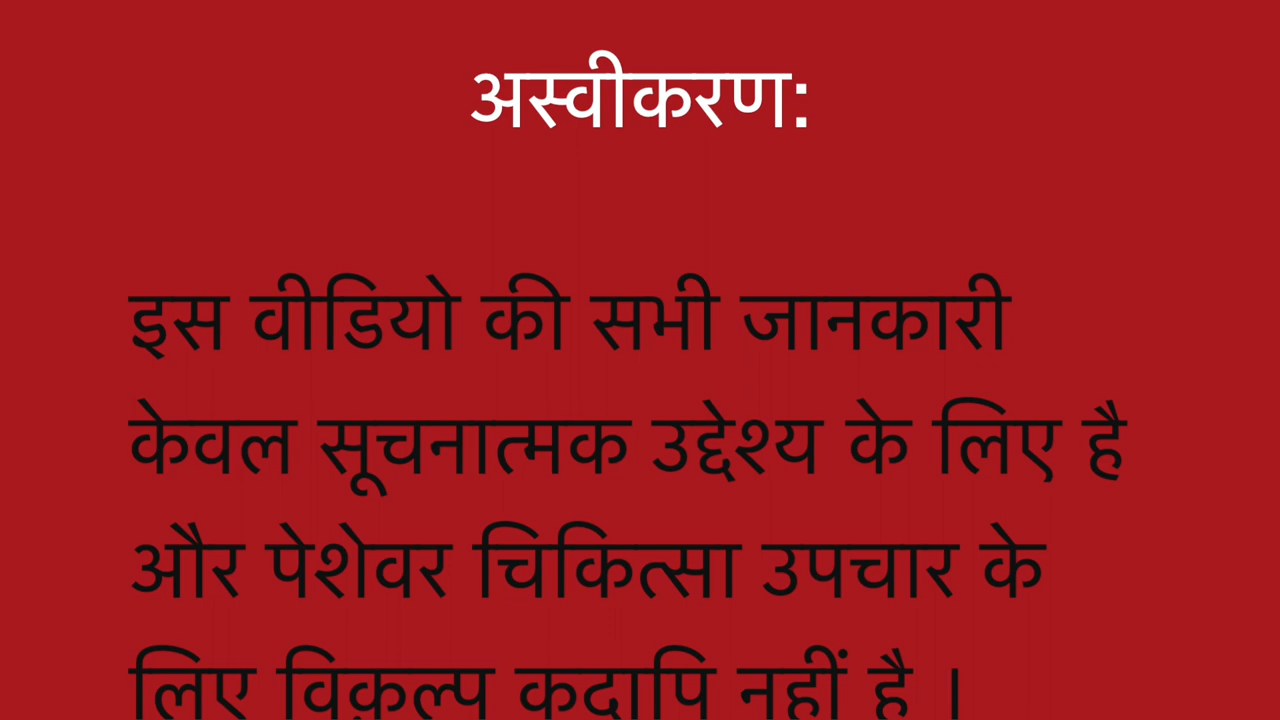 अस्वीकरण:
इस वीडियो की सभी जानकारी
केवल सूचनात्मक उद्देश्य के लिए है
और पेशेवर चिकित्सा उपचार के
लिए विकल्प कदापि नहीं है ।